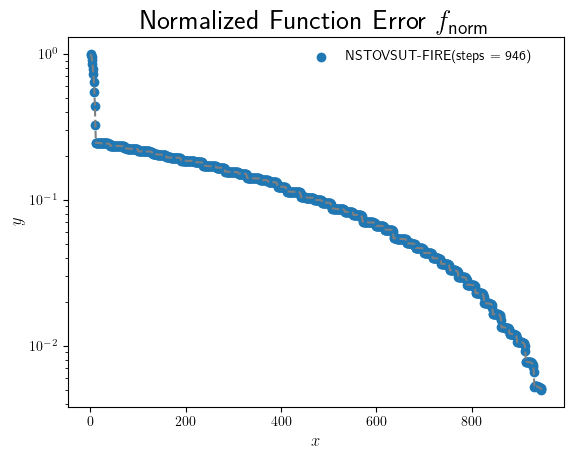 Normalized Function Error f_norm
NSTOVSUT-FIRE(steps = 946)
10^0
10^-1
10^-2
y
0 200 400 600 800
x